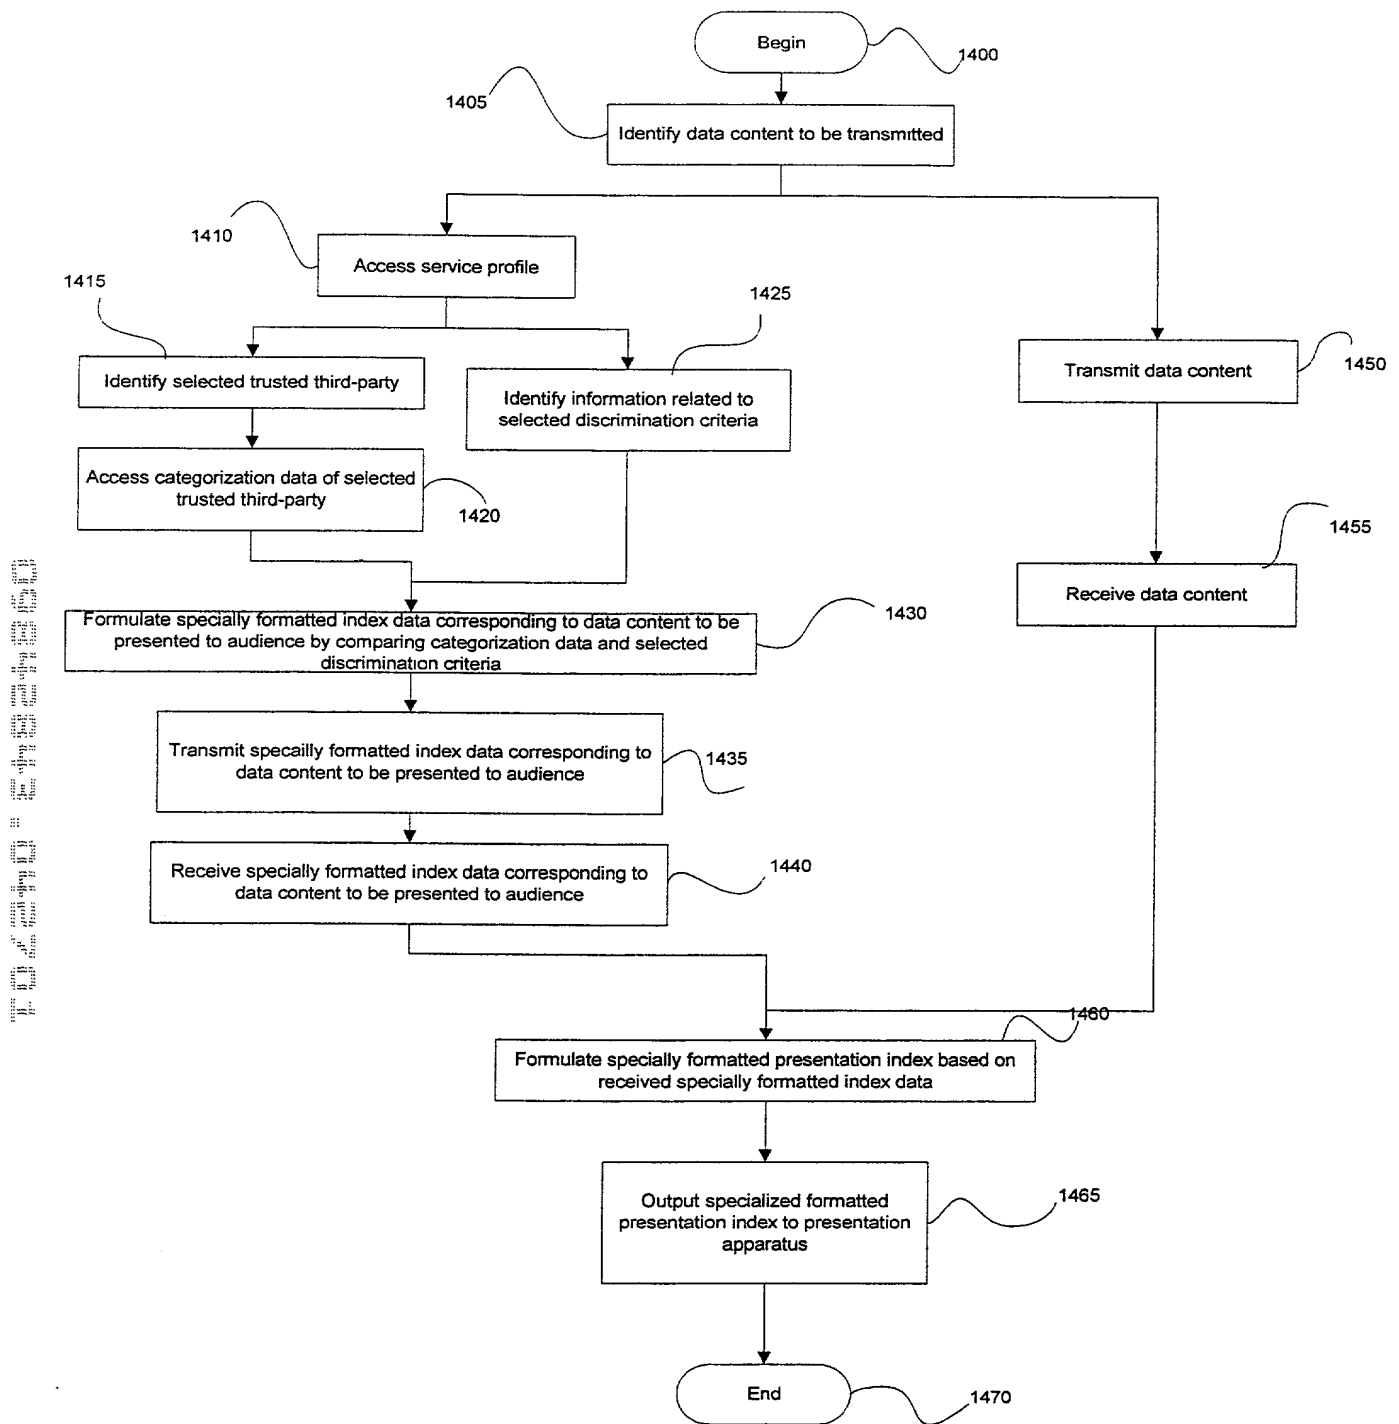 Begin
1400
1405
Identify data content to be transmitted
1410
Access service profile
1415
1425
Identify selected trusted third-party
Identify information related to
selected discrimination criteria
Transmit data content
1450
Access categorization data of selected
trusted third-party
1420
1455
Receive data content
Formulate specially formatted index data corresponding to data content to be
presented to audience by comparing categorization data and selected
discrimination criteria
1430
Transmit specailly formatted index data corresponding to
data content to be presented to audience
1435
Receive specially formatted index data corresponding to
data content to be presented to audience
1440
1460
Formulate specially formatted presentation index based on
received specially formatted index data
Output specialized formatted
presentation index to presentation
apparatus
1465
End
1470